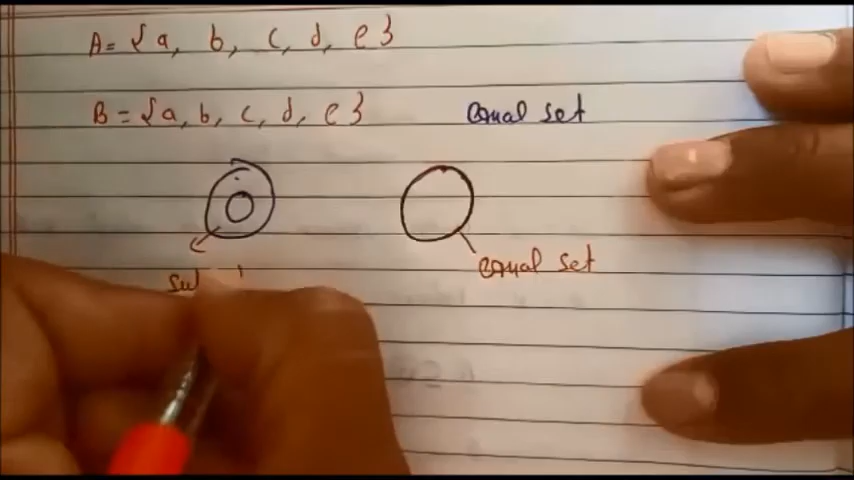 A = {a, b, c, d, e}
B = {a, b, c, d, e} equal set
equal set